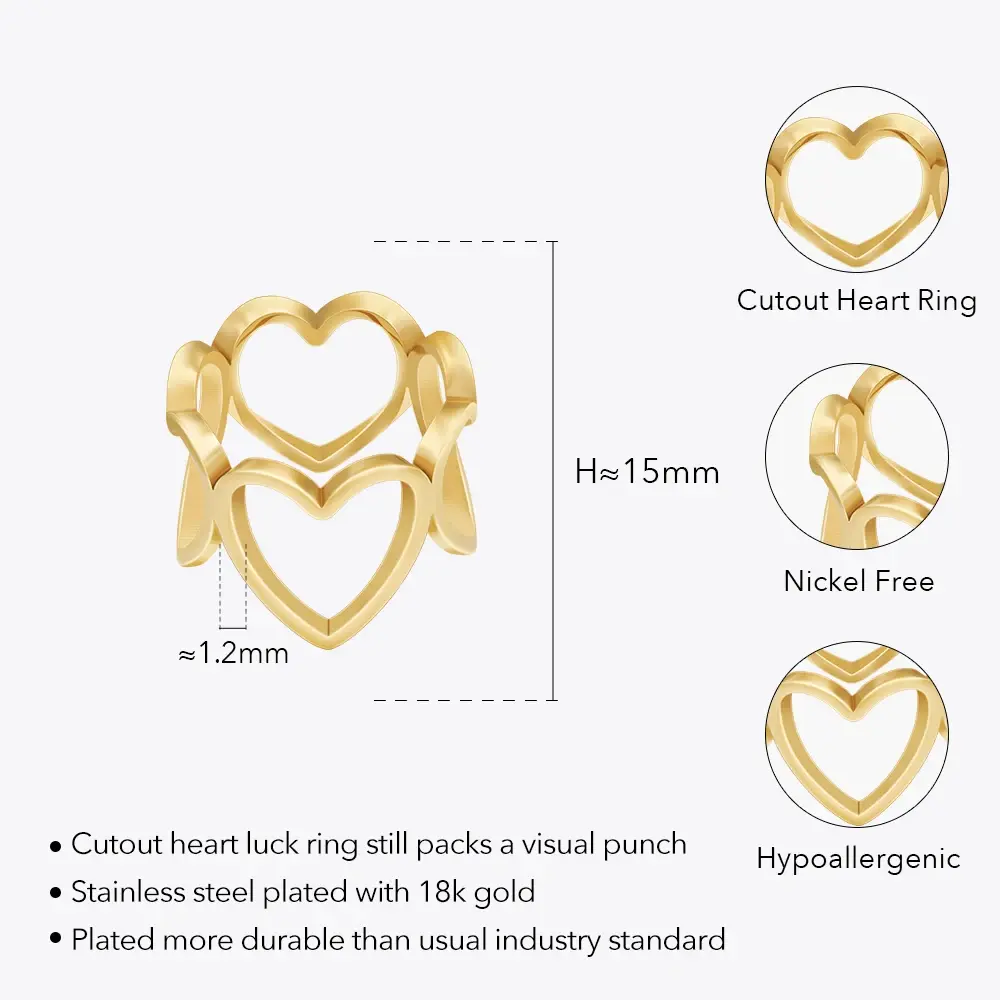 Cutout Heart Ring
H≈15mm
Nickel Free
≈1.2mm
Hypoallergenic
• Cutout heart luck ring still packs a visual punch
• Stainless steel plated with 18k gold
• Plated more durable than usual industry standard